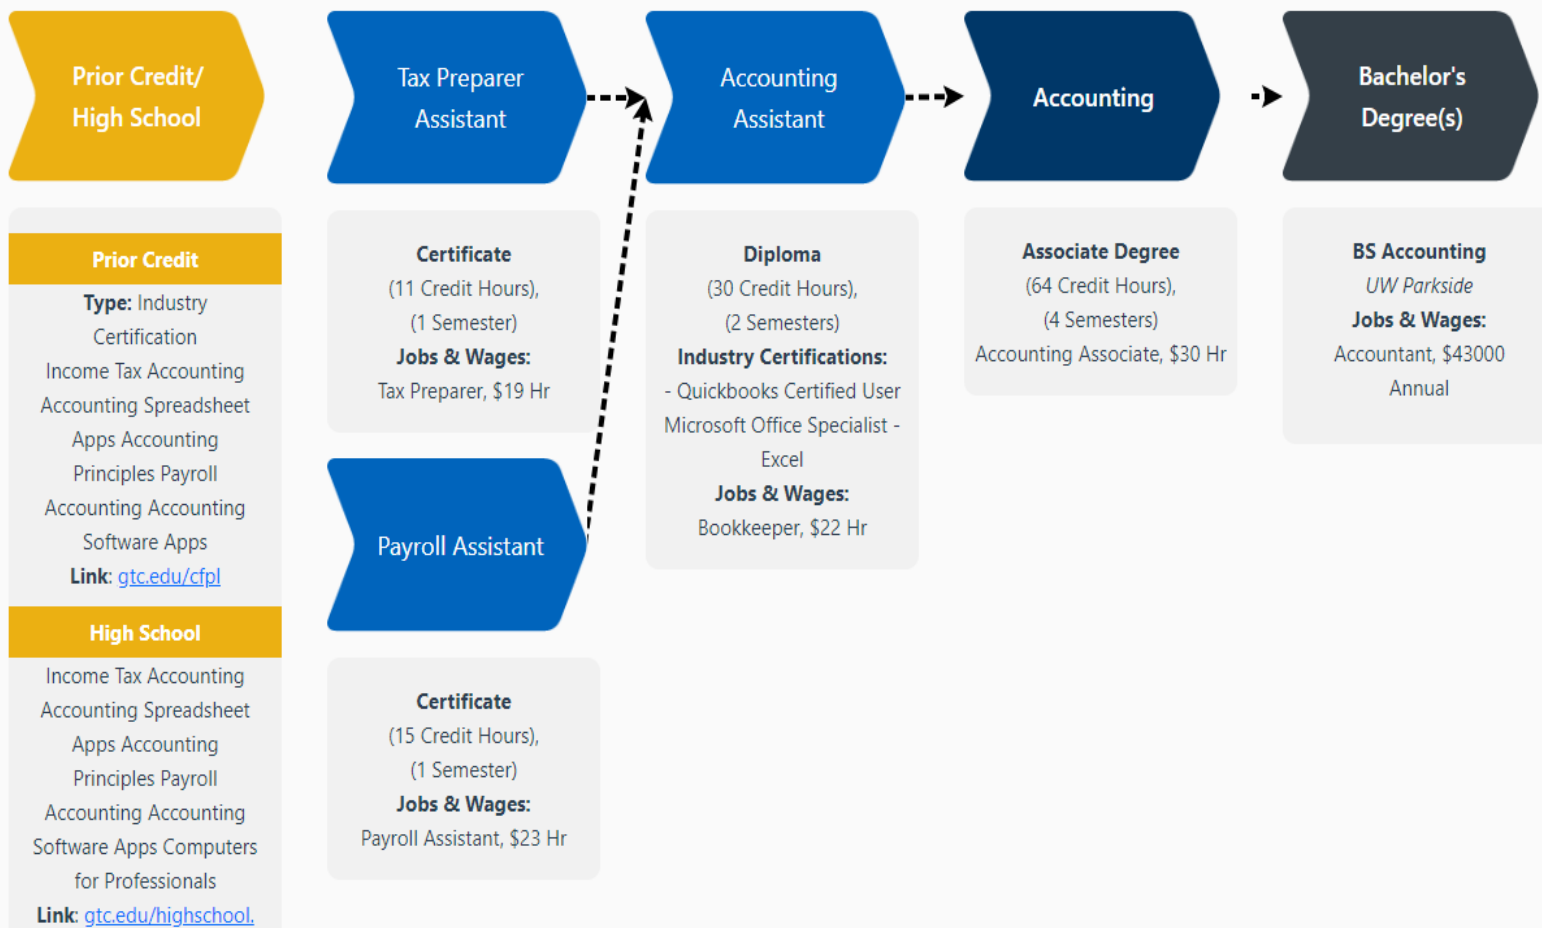 Prior Credit/
High School
Prior Credit
Type: Industry
Certification
Income Tax Accounting
Accounting Spreadsheet
Apps Accounting
Principles Payroll
Accounting Accounting
Software Apps
Link: gtc.edu/cfpl
High School
Income Tax Accounting
Accounting Spreadsheet
Apps Accounting
Principles Payroll
Accounting Accounting
Software Apps Computers
for Professionals
Link: gtc.edu/highschool.
Tax Preparer
Assistant
Certificate
(11 Credit Hours),
(1 Semester)
Jobs & Wages:
Tax Preparer, $19 Hr
Payroll Assistant
Certificate
(15 Credit Hours),
(1 Semester)
Jobs & Wages:
Payroll Assistant, $23 Hr
Accounting
Assistant
Diploma
(30 Credit Hours),
(2 Semesters)
Industry Certifications:
- Quickbooks Certified User
Microsoft Office Specialist -
Excel
Jobs & Wages:
Bookkeeper, $22 Hr
Accounting
Associate Degree
(64 Credit Hours),
(4 Semesters)
Accounting Associate, $30 Hr
Bachelor's
Degree(s)
BS Accounting
UW Parkside
Jobs & Wages:
Accountant, $43000
Annual